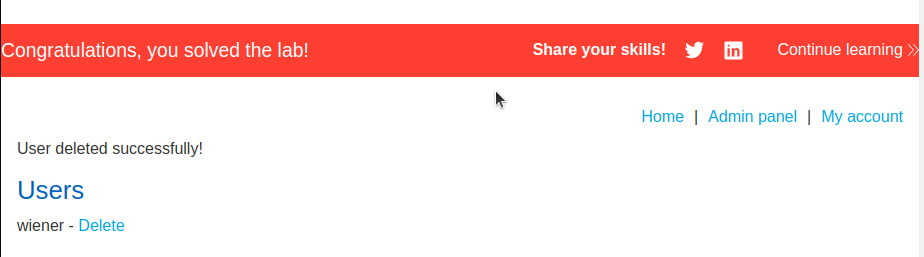 Congratulations, you solved the lab! Share your skills! Continue learning >>
Home | Admin panel | My account
User deleted successfully!
Users
wiener - Delete